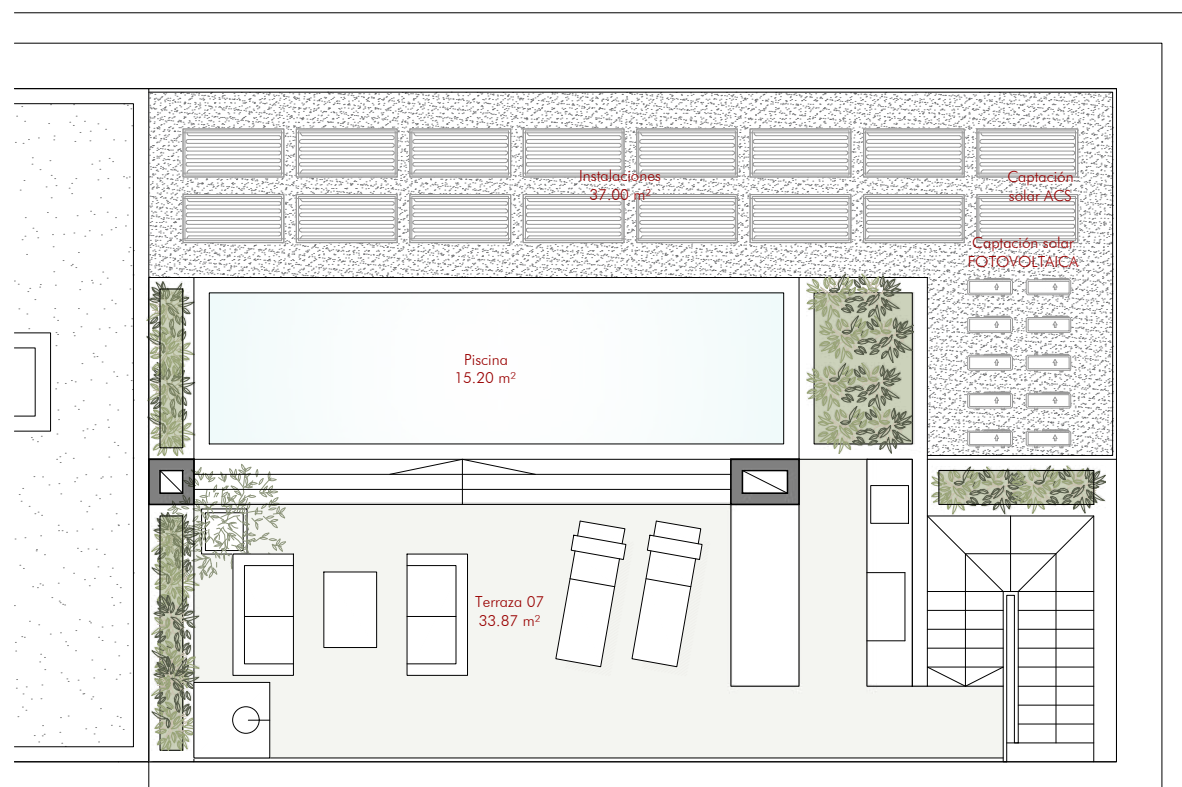 Instalaciones
37.00 m²
Captación
solar ACS
Captación solar
FOTOVOLTAICA
Piscina
15.20 m²
Terraza 07
33.87 m²